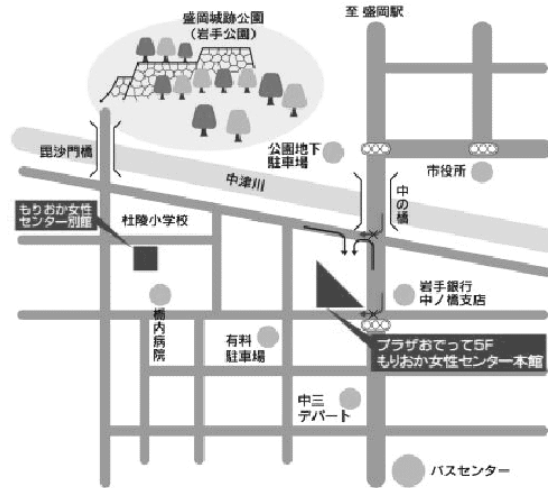 盛岡城跡公園
(岩手公園)
至 盛岡駅
毘沙門橋
公園地下
駐車場
市役所
中津川
中の橋
もりおか女性
センター別館
杜陵小学校
岩手銀行
中ノ橋支店
栃内病院
有料
駐車場
プラザおでって5F
もりおか女性センター本館
中三
デパート
バスセンター